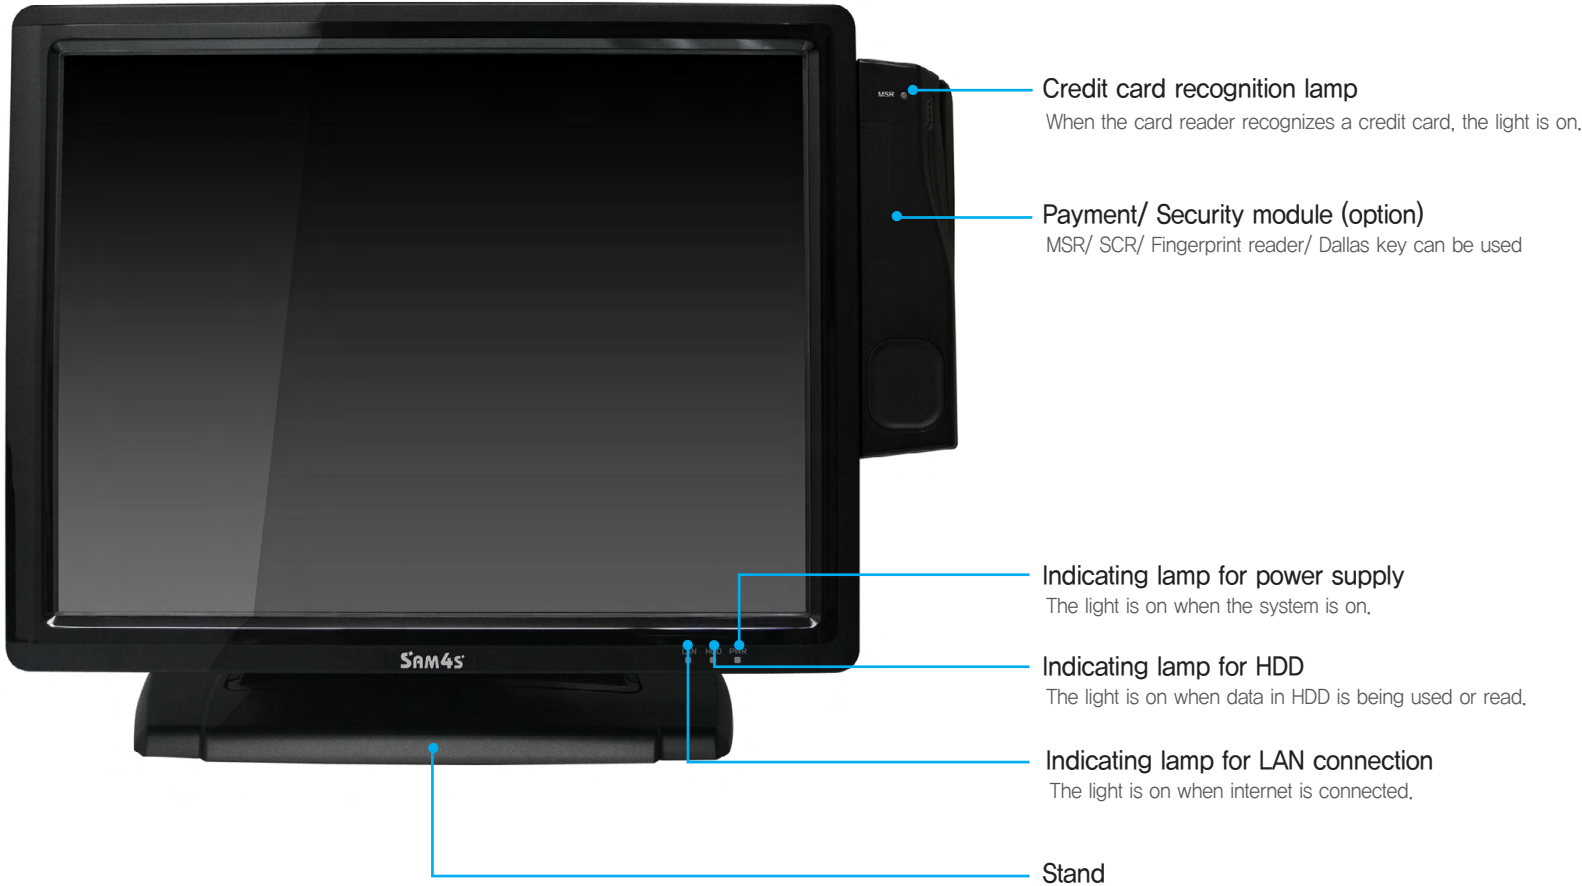 MSR
Credit card recognition lamp
When the card reader recognizes a credit card, the light is on.
Payment/ Security module (option)
MSR/ SCR/ Fingerprint reader/ Dallas key can be used
Indicating lamp for power supply
The light is on when the system is on.
LAN HDD PWR
SAM4S
Indicating lamp for HDD
The light is on when data in HDD is being used or read.
Indicating lamp for LAN connection
The light is on when internet is connected.
Stand